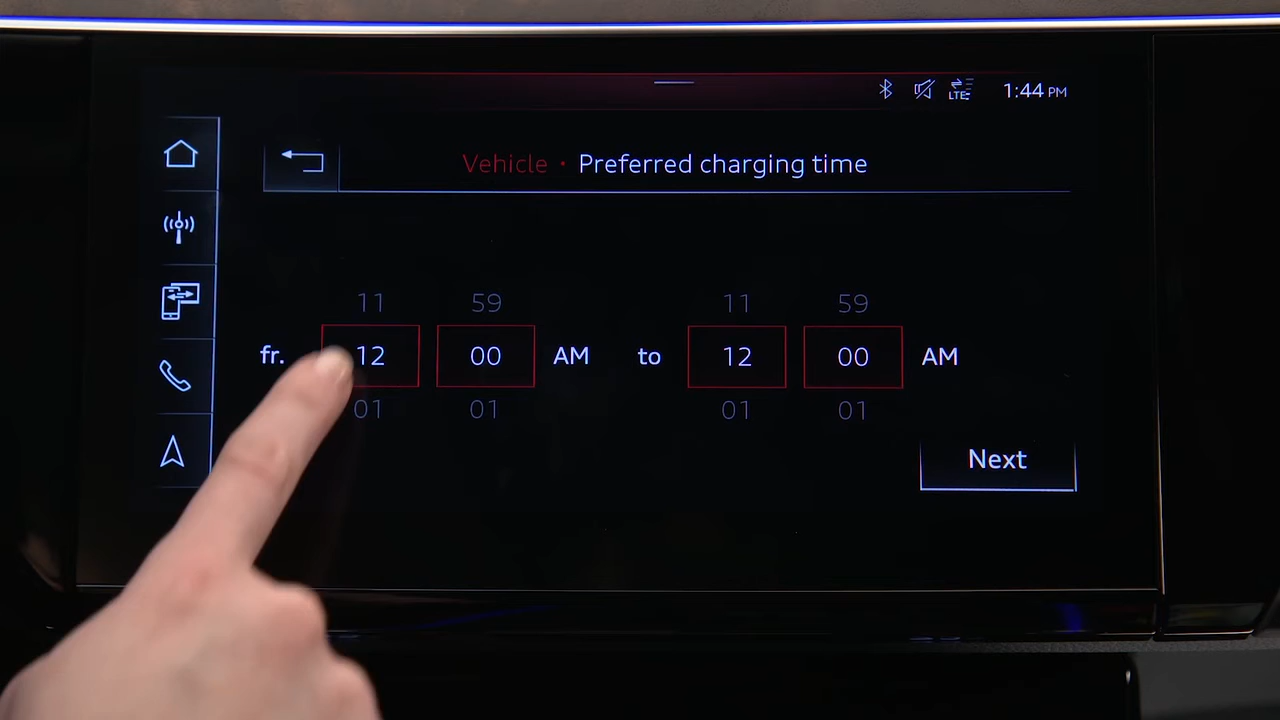 LTE 1:44 PM
Vehicle • Preferred charging time
11 59 11 59
fr. 12 00 AM to 12 00 AM
01 01 01 01
Next